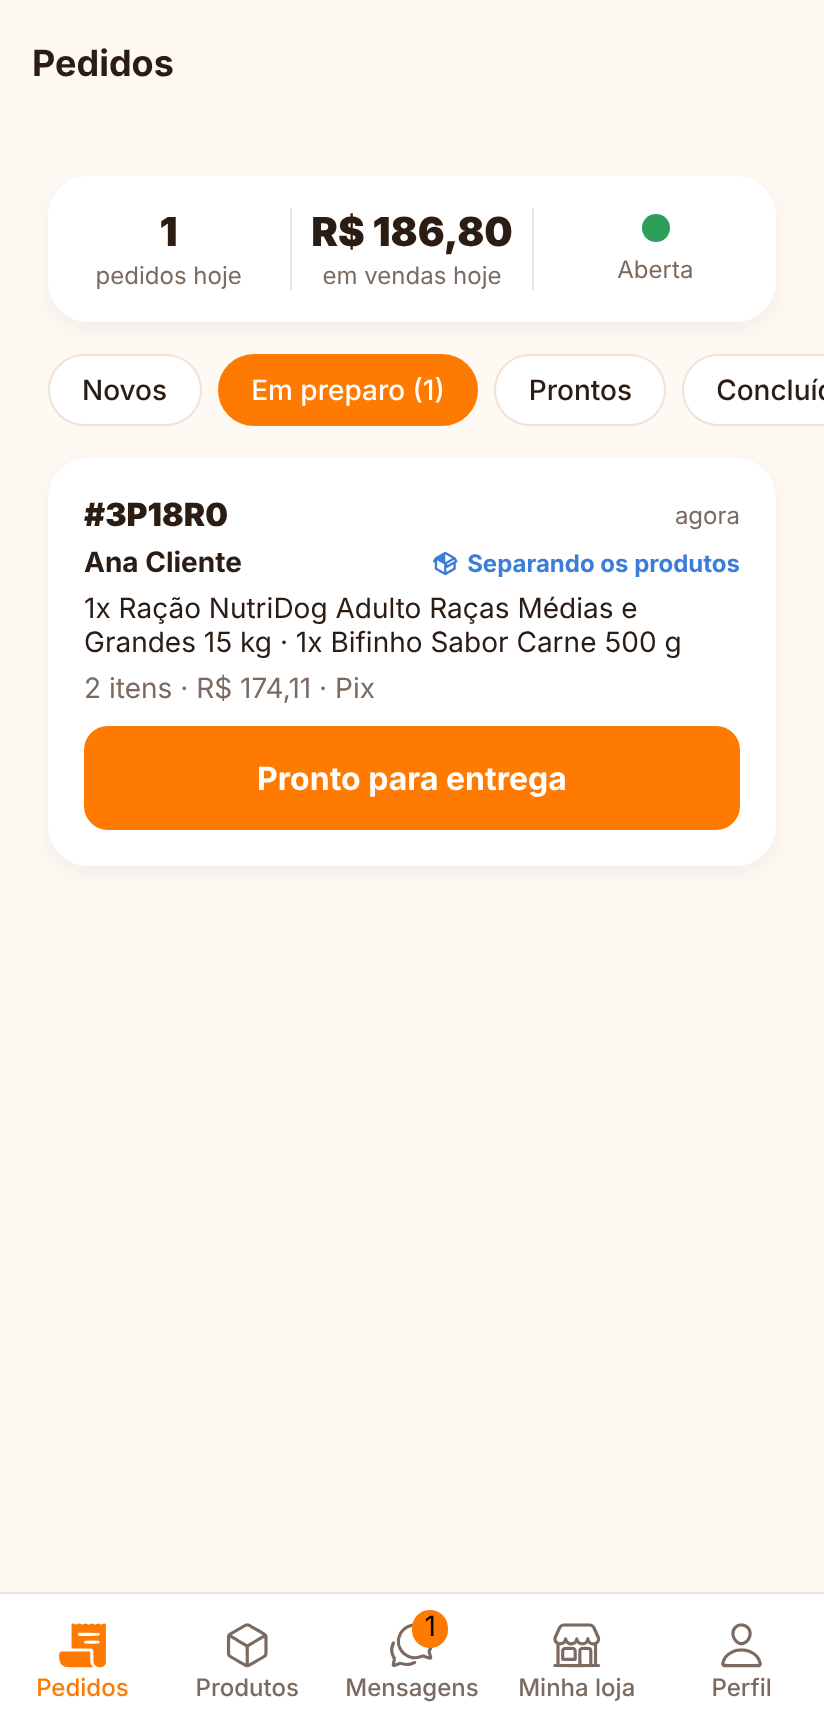 Pedidos
1
pedidos hoje
R$ 186,80
em vendas hoje
Aberta
Novos
Em preparo (1)
Prontos
Concluíd
#3P18R0
agora
Ana Cliente
Separando os produtos
1x Ração NutriDog Adulto Raças Médias e
Grandes 15 kg · 1x Bifinho Sabor Carne 500 g
2 itens · R$ 174,11 · Pix
Pronto para entrega
1
Pedidos
Produtos
Mensagens
Minha loja
Perfil